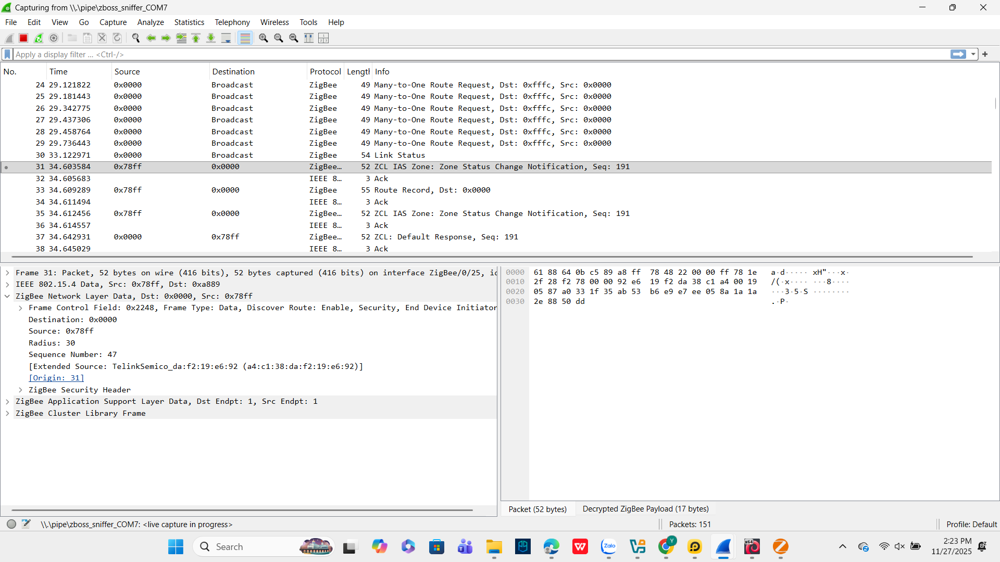 Capturing from \\.\pipe\zboss_sniffer_COM7
File Edit View Go Capture Analyze Statistics Telephony Wireless Tools Help
Apply a display filter ... <Ctrl-/>
No. Time Source Destination Protocol Length Info
24 29.121822 0x0000 Broadcast ZigBee 49 Many-to-One Route Request, Dst: 0xfffc, Src: 0x0000
25 29.181443 0x0000 Broadcast ZigBee 49 Many-to-One Route Request, Dst: 0xfffc, Src: 0x0000
26 29.342775 0x0000 Broadcast ZigBee 49 Many-to-One Route Request, Dst: 0xfffc, Src: 0x0000
27 29.437306 0x0000 Broadcast ZigBee 49 Many-to-One Route Request, Dst: 0xfffc, Src: 0x0000
28 29.458764 0x0000 Broadcast ZigBee 49 Many-to-One Route Request, Dst: 0xfffc, Src: 0x0000
29 29.736443 0x0000 Broadcast ZigBee 49 Many-to-One Route Request, Dst: 0xfffc, Src: 0x0000
30 33.122971 0x0000 Broadcast ZigBee 54 Link Status
31 34.603584 0x78ff 0x0000 ZigBee… 52 ZCL IAS Zone: Zone Status Change Notification, Seq: 191
32 34.605683 IEEE 8… 3 Ack
33 34.609289 0x78ff 0x0000 ZigBee 55 Route Record, Dst: 0x0000
34 34.611494 IEEE 8… 3 Ack
35 34.612456 0x78ff 0x0000 ZigBee… 52 ZCL IAS Zone: Zone Status Change Notification, Seq: 191
36 34.614557 IEEE 8… 3 Ack
37 34.642931 0x0000 0x78ff ZigBee… 52 ZCL: Default Response, Seq: 191
38 34.645029 IEEE 8… 3 Ack
Frame 31: Packet, 52 bytes on wire (416 bits), 52 bytes captured (416 bits) on interface ZigBee/0/25, id
IEEE 802.15.4 Data, Src: 0x78ff, Dst: 0xa889
ZigBee Network Layer Data, Dst: 0x0000, Src: 0x78ff
Frame Control Field: 0x2248, Frame Type: Data, Discover Route: Enable, Security, End Device Initiator
Destination: 0x0000
Source: 0x78ff
Radius: 30
Sequence Number: 47
[Extended Source: TelinkSemico_da:f2:19:e6:92 (a4:c1:38:da:f2:19:e6:92)]
[Origin: 31]
ZigBee Security Header
ZigBee Application Support Layer Data, Dst Endpt: 1, Src Endpt: 1
ZigBee Cluster Library Frame
0000 61 88 64 0b c5 89 a8 ff 78 48 22 00 00 ff 78 1e a·d····· xH"···x·
0010 2f 28 f2 78 00 00 92 e6 19 f2 da 38 c1 a4 00 19 /(·x···· ···8····
0020 05 87 a0 33 1f 35 ab 53 b6 e9 e7 ee 05 8a 1a 1a ···3·5·S ········
0030 2e 88 50 dd .·P·
Packet (52 bytes) Decrypted ZigBee Payload (17 bytes)
\\.\pipe\zboss_sniffer_COM7: <live capture in progress> Packets: 151 Profile: Default
Search
Zalo
Y
x64
2:23 PM
11/27/2025